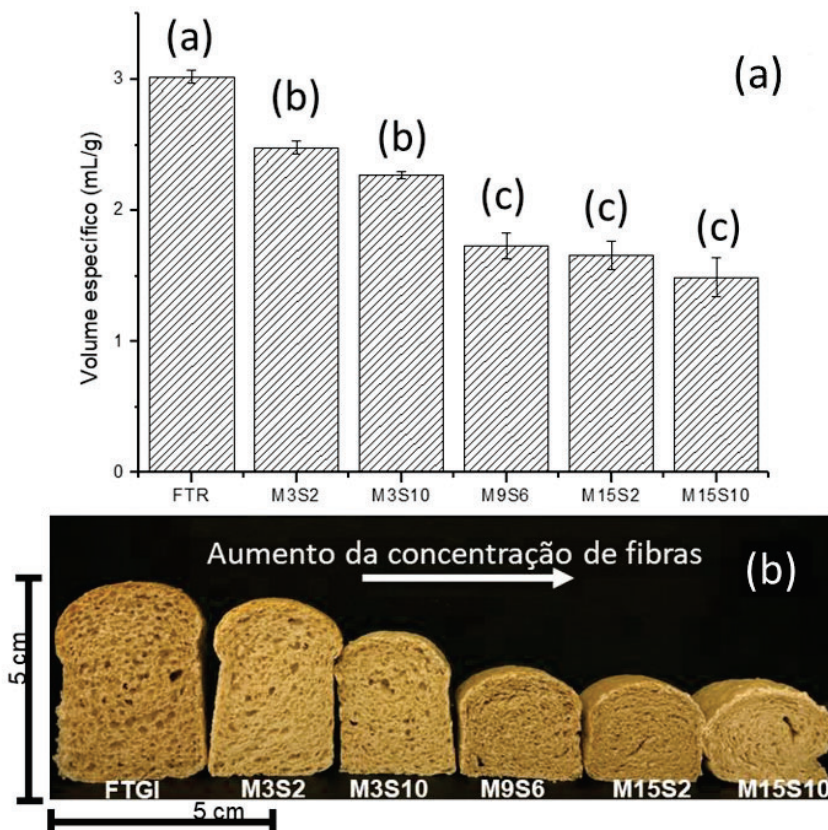 (a)
(a)
(b)
(b)
(c)
(c)
(c)
Volume específico (mL/g)
3
2
1
0
FTR M3S2 M3S10 M9S6 M15S2 M15S10
Aumento da concentração de fibras
(b)
5 cm
FTGI M3S2 M3S10 M9S6 M15S2 M15S10
5 cm